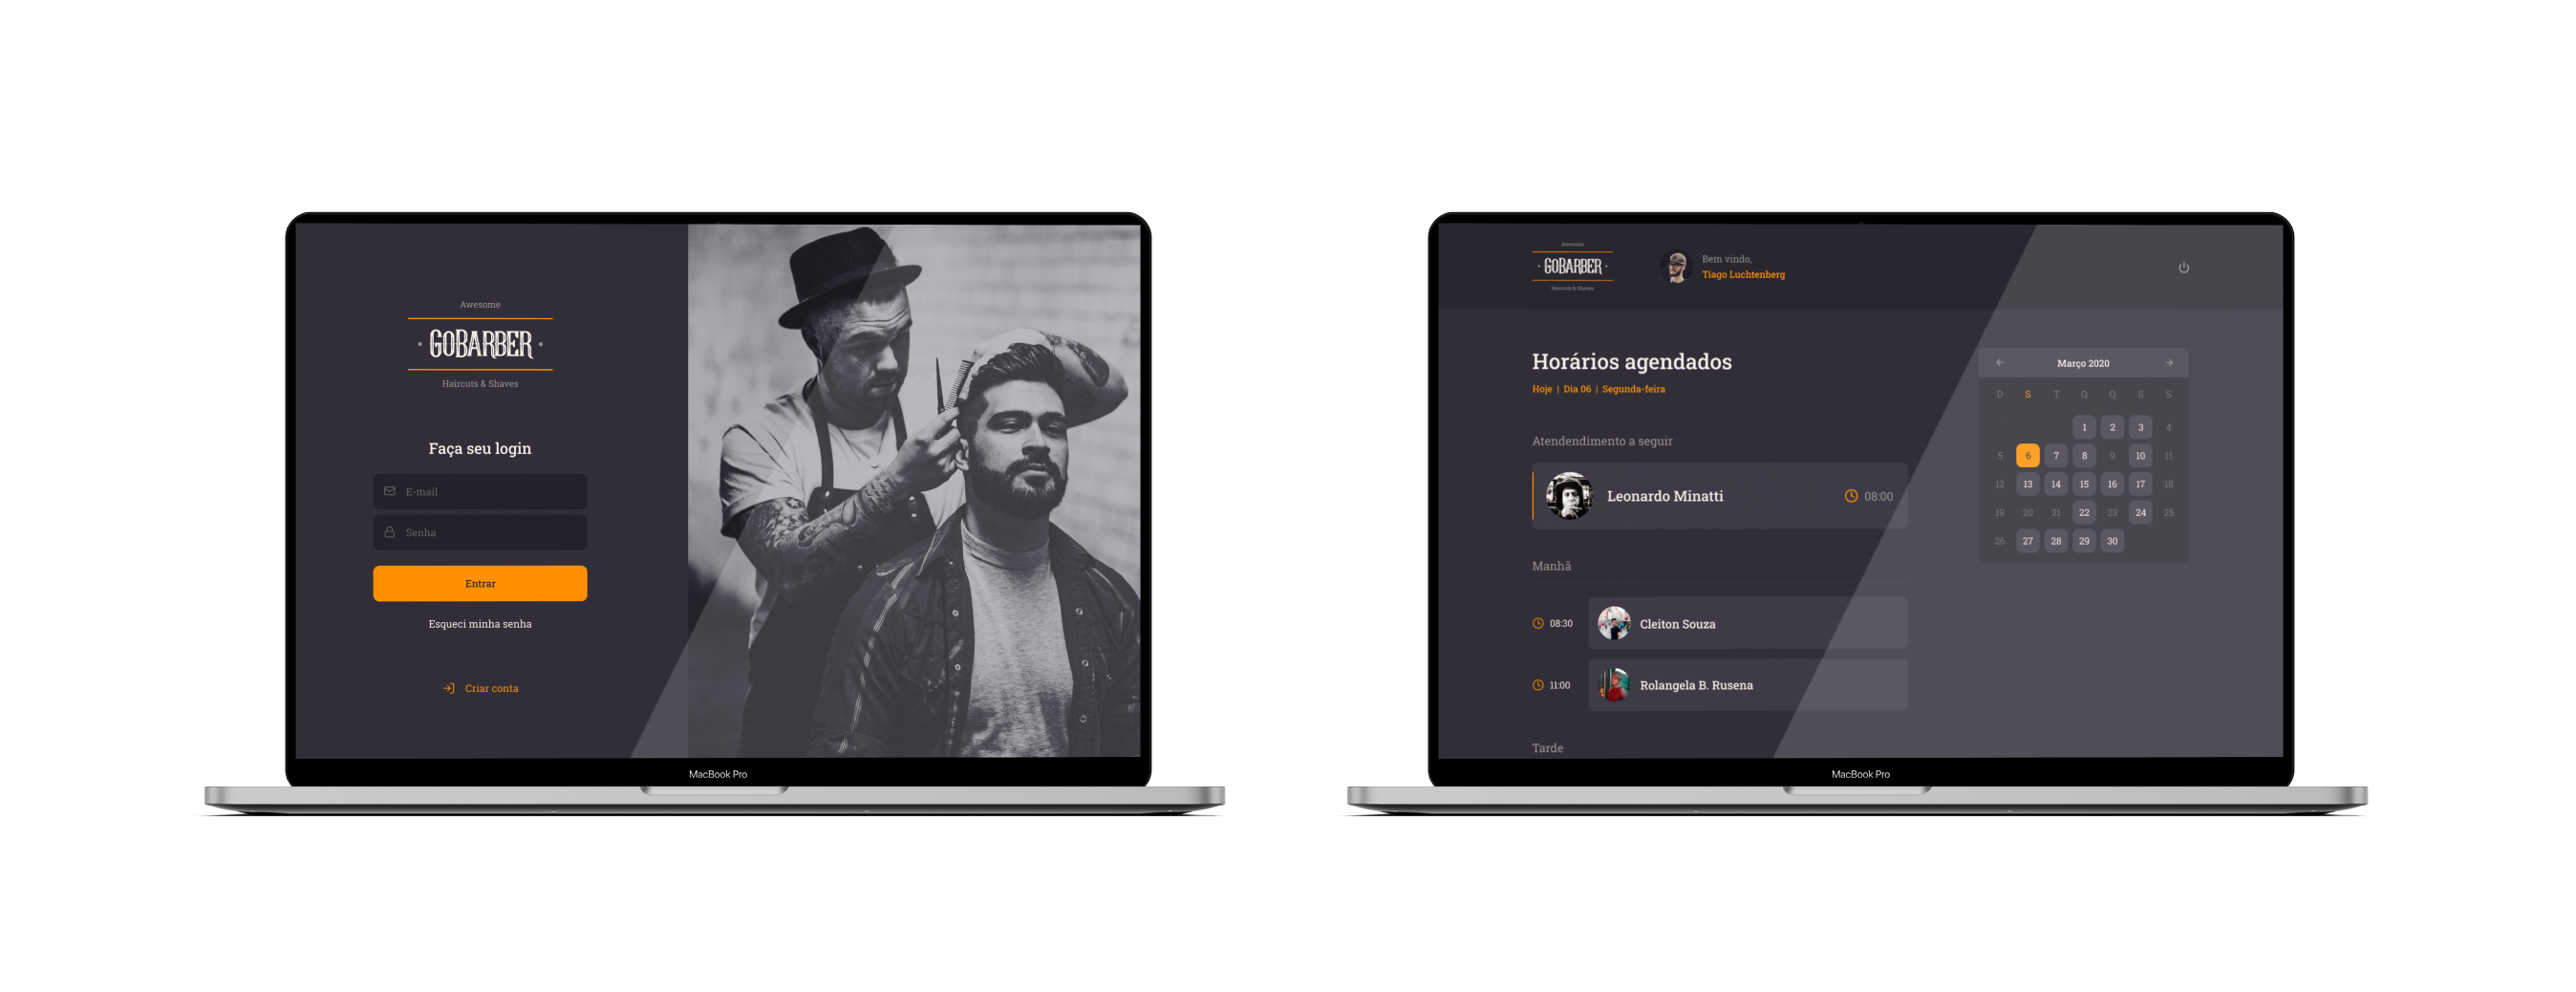 Awesome
GOBARBER
Haircuts & Shaves
Faça seu login
E-mail
Senha
Entrar
Esqueci minha senha
Criar conta
MacBook Pro
Awesome
GOBARBER
Haircuts & Shaves
Bem vindo,
Tiago Luchtenberg
Horários agendados
Hoje | Dia 06 | Segunda-feira
Atendendimento a seguir
Leonardo Minatti 08:00
Manhã
08:30 Cleiton Souza
11:00 Rolangela B. Rusena
Tarde
Março 2020
D S T Q Q S S
1 2 3 4
5 6 7 8 9 10 11
12 13 14 15 16 17 18
19 20 21 22 23 24 25
26 27 28 29 30
MacBook Pro